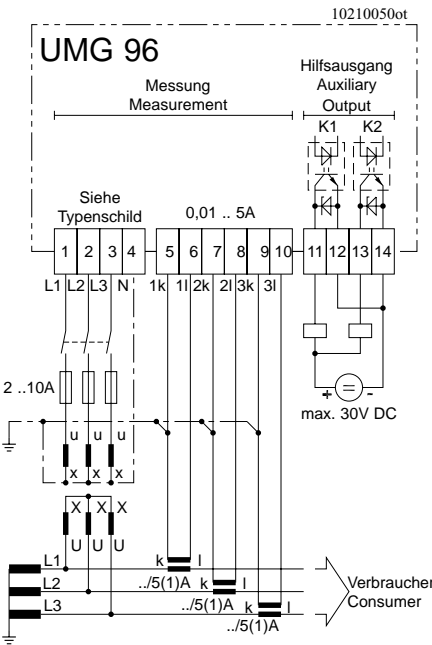 10210050ot
UMG 96
Messung
Measurement
Hilfsausgang
Auxiliary
Output
K1 K2
Siehe
Typenschild
0,01 .. 5A
1 2 3 4 5 6 7 8 9 10 11 12 13 14
L1 L2 L3 N 1k 1l 2k 2l 3k 3l
2 ..10A
+ = -
max. 30V DC
u u u
x x x
X X X
U U U
L1 k l
L2 ../5(1)A k l
L3 ../5(1)A k l
../5(1)A
Verbraucher
Consumer